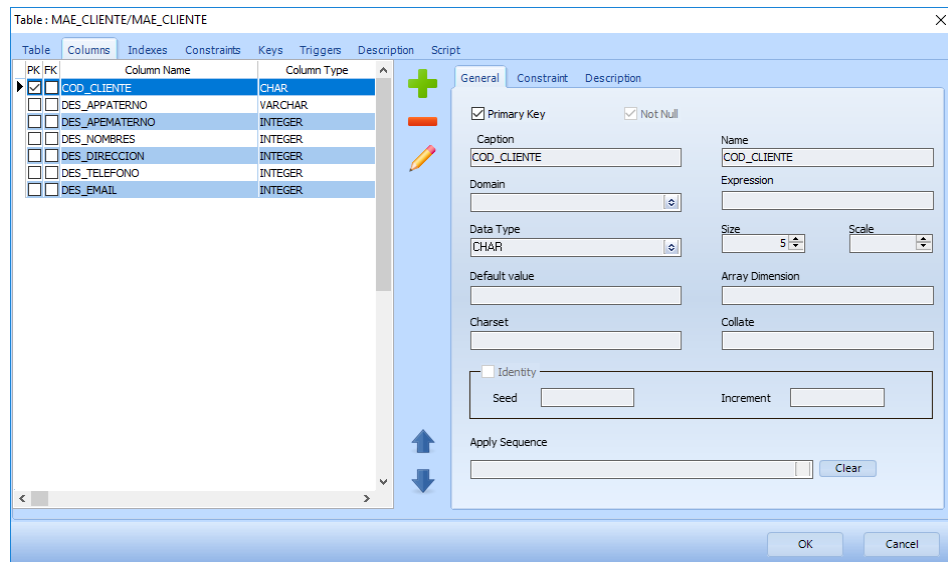 Table : MAE_CLIENTE/MAE_CLIENTE
Table Columns Indexes Constraints Keys Triggers Description Script
PK FK Column Name Column Type
COD_CLIENTE CHAR
DES_APPATERNO VARCHAR
DES_APEMATERNO INTEGER
DES_NOMBRES INTEGER
DES_DIRECCION INTEGER
DES_TELEFONO INTEGER
DES_EMAIL INTEGER
General Constraint Description
Primary Key Not Null
Caption Name
COD_CLIENTE COD_CLIENTE
Domain Expression
Data Type Size Scale
CHAR 5
Default value Array Dimension
Charset Collate
Identity
Seed Increment
Apply Sequence
Clear
OK Cancel